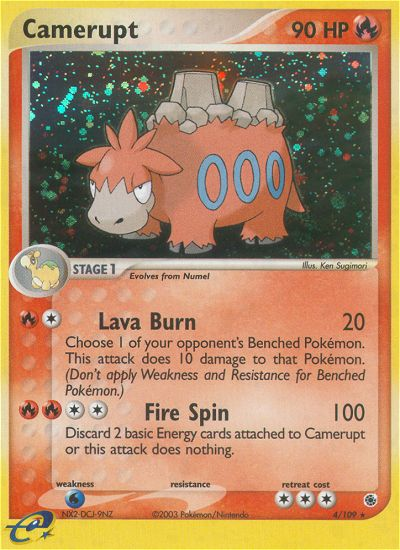 Camerupt
90 HP
STAGE 1
Evolves from Numel
Illus. Ken Sugimori
Lava Burn 20
Choose 1 of your opponent's Benched Pokémon.
This attack does 10 damage to that Pokémon.
(Don't apply Weakness and Resistance for Benched
Pokémon.)
Fire Spin 100
Discard 2 basic Energy cards attached to Camerupt
or this attack does nothing.
weakness resistance retreat cost
NX2-DCJ-9NZ ©2003 Pokémon/Nintendo 4/109 ★
e